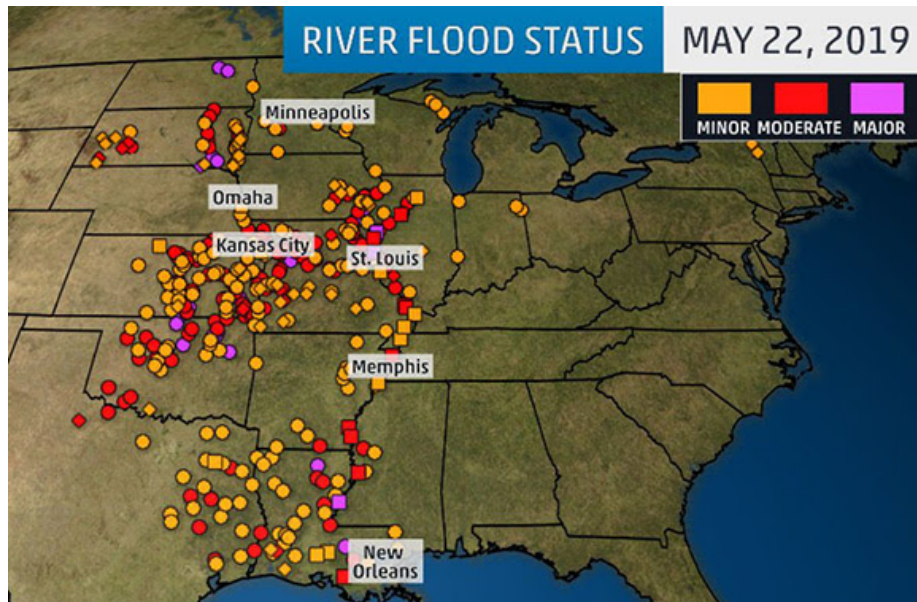 RIVER FLOOD STATUS
MAY 22, 2019
MINOR MODERATE MAJOR
Minneapolis
Omaha
Kansas City
St. Louis
Memphis
New
Orleans